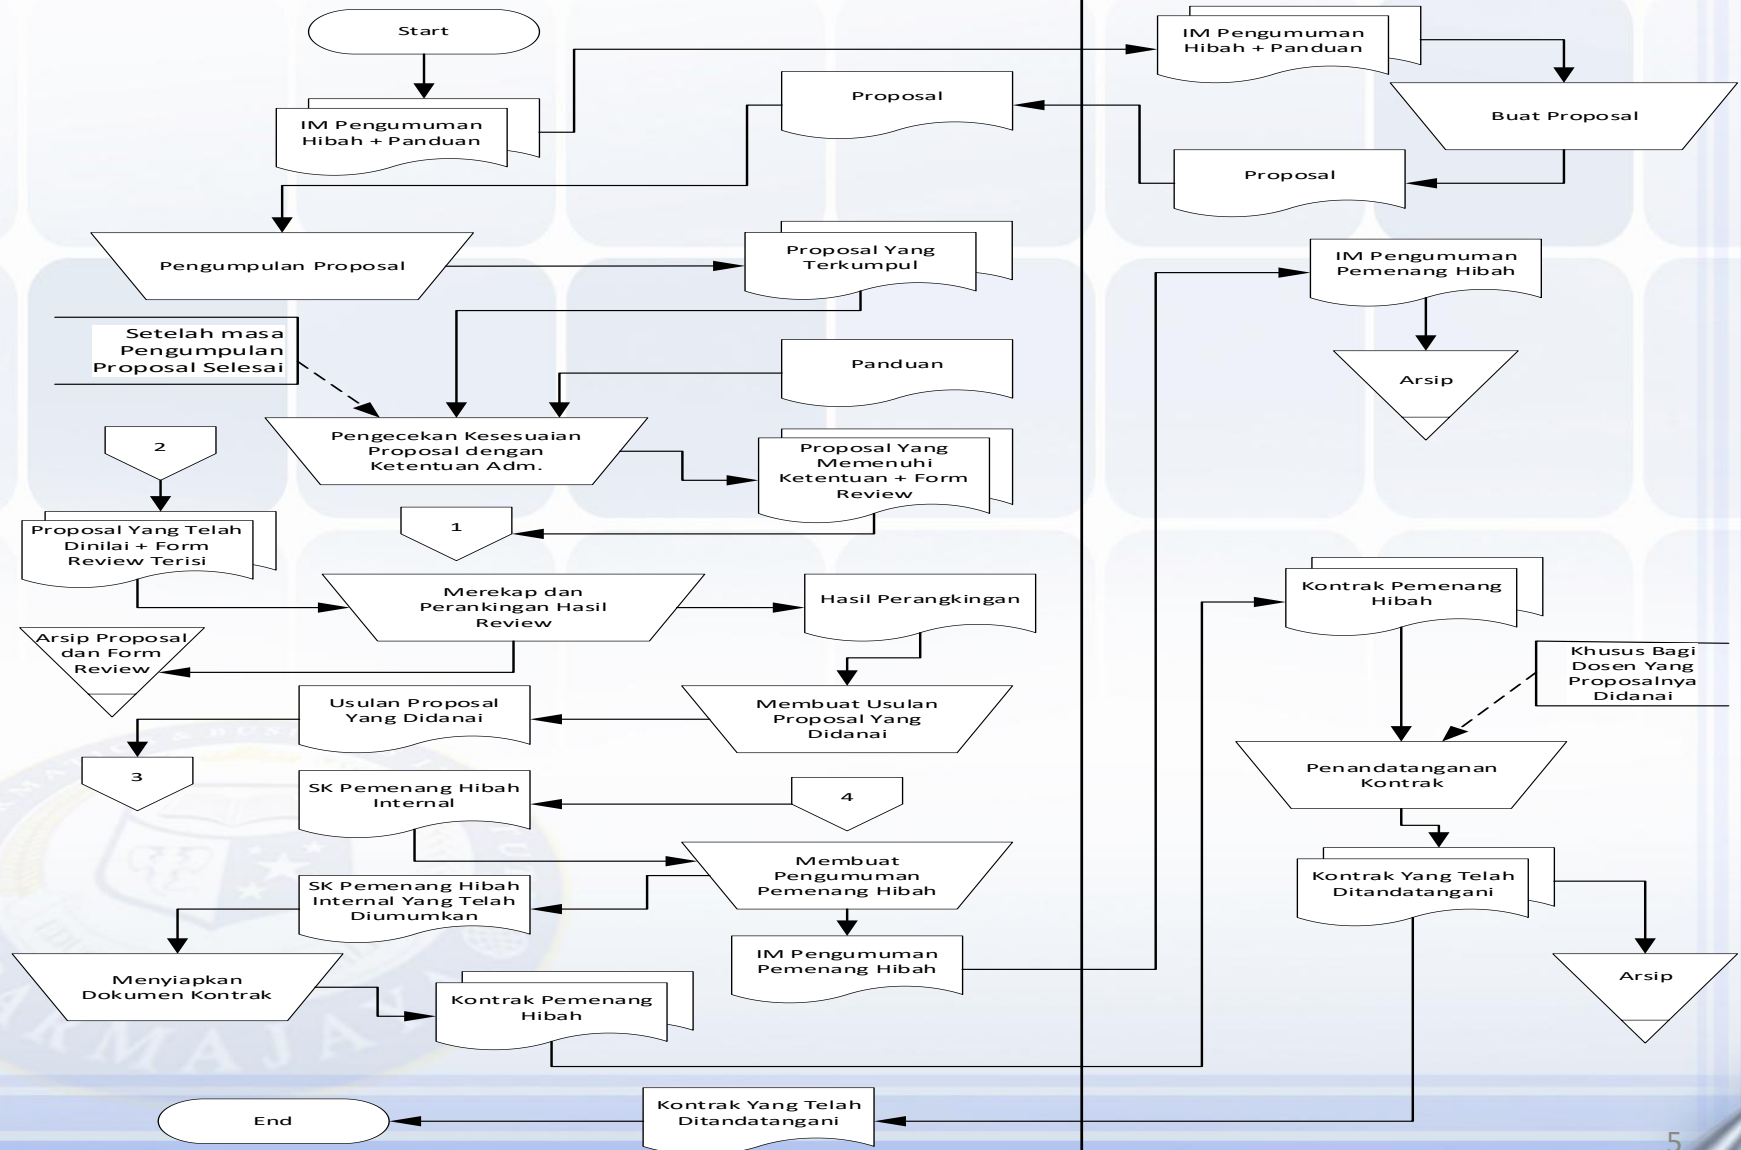 Start
IM Pengumuman
Hibah + Panduan
Proposal
Pengumpulan Proposal
Proposal Yang
Terkumpul
Setelah masa
Pengumpulan
Proposal Selesai
Panduan
Pengecekan Kesesuaian
Proposal dengan
Ketentuan Adm.
Proposal Yang
Memenuhi
Ketentuan + Form
Review
2
1
Proposal Yang Telah
Dinilai + Form
Review Terisi
Merekap dan
Perankingan Hasil
Review
Hasil Perangkingan
Arsip Proposal
dan Form
Review
Usulan Proposal
Yang Didanai
Membuat Usulan
Proposal Yang
Didanai
3
SK Pemenang Hibah
Internal
4
Membuat
Pengumuman
Pemenang Hibah
SK Pemenang Hibah
Internal Yang Telah
Diumumkan
IM Pengumuman
Pemenang Hibah
Menyiapkan
Dokumen Kontrak
Kontrak Pemenang
Hibah
End
Kontrak Yang Telah
Ditandatangani
IM Pengumuman
Hibah + Panduan
Buat Proposal
Proposal
IM Pengumuman
Pemenang Hibah
Arsip
Kontrak Pemenang
Hibah
Khusus Bagi
Dosen Yang
Proposalnya
Didanai
Penandatanganan
Kontrak
Kontrak Yang Telah
Ditandatangani
Arsip
5